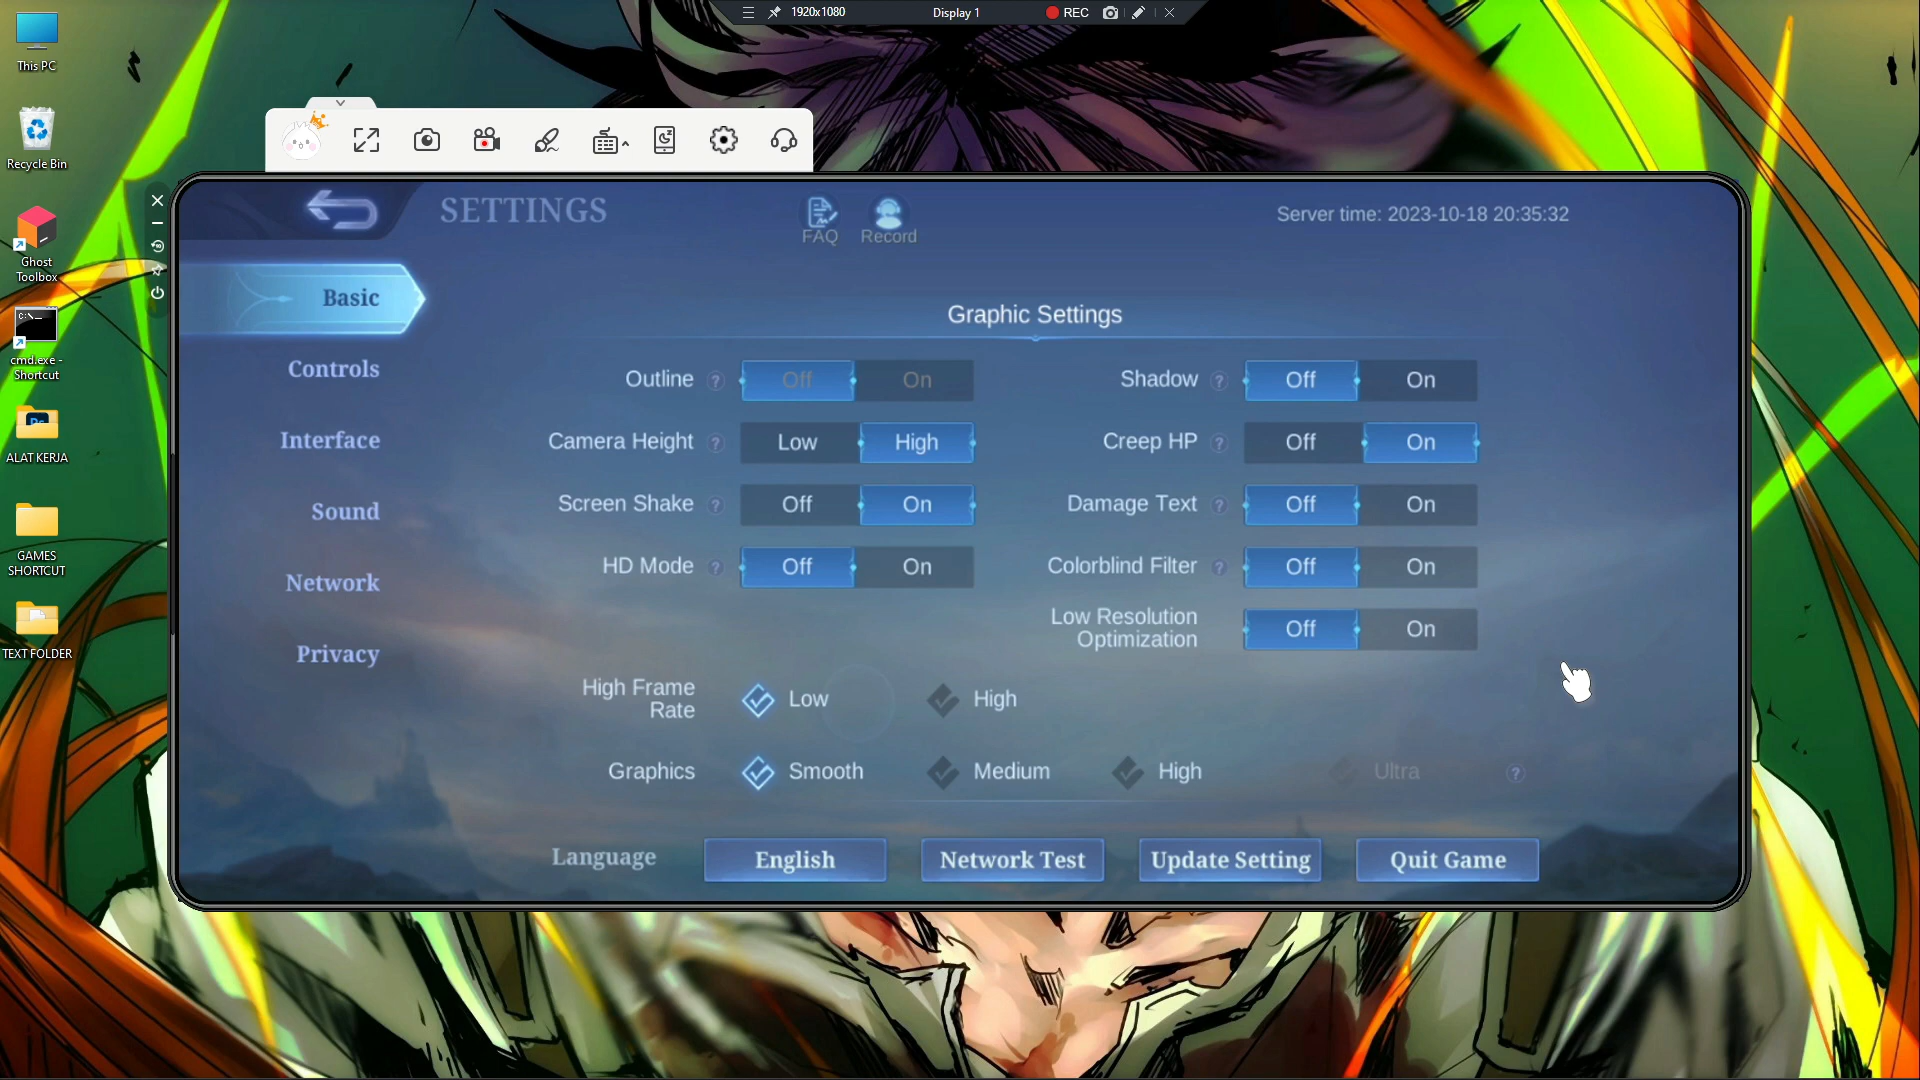 1920x1080
Display 1
REC
This PC
Recycle Bin
Ghost
Toolbox
C:\_
cmd.exe -
Shortcut
Ps
ALAT KERJA
GAMES
SHORTCUT
TEXT FOLDER
SETTINGS
FAQ
Record
Server time: 2023-10-18 20:35:32
Basic
Controls
Interface
Sound
Network
Privacy
Graphic Settings
Outline ? Off On
Shadow ? Off On
Camera Height ? Low High
Creep HP ? Off On
Screen Shake ? Off On
Damage Text ? Off On
HD Mode ? Off On
Colorblind Filter ? Off On
Low Resolution
Optimization
Off On
High Frame
Rate
Low High
Graphics Smooth Medium High Ultra ?
Language English Network Test Update Setting Quit Game